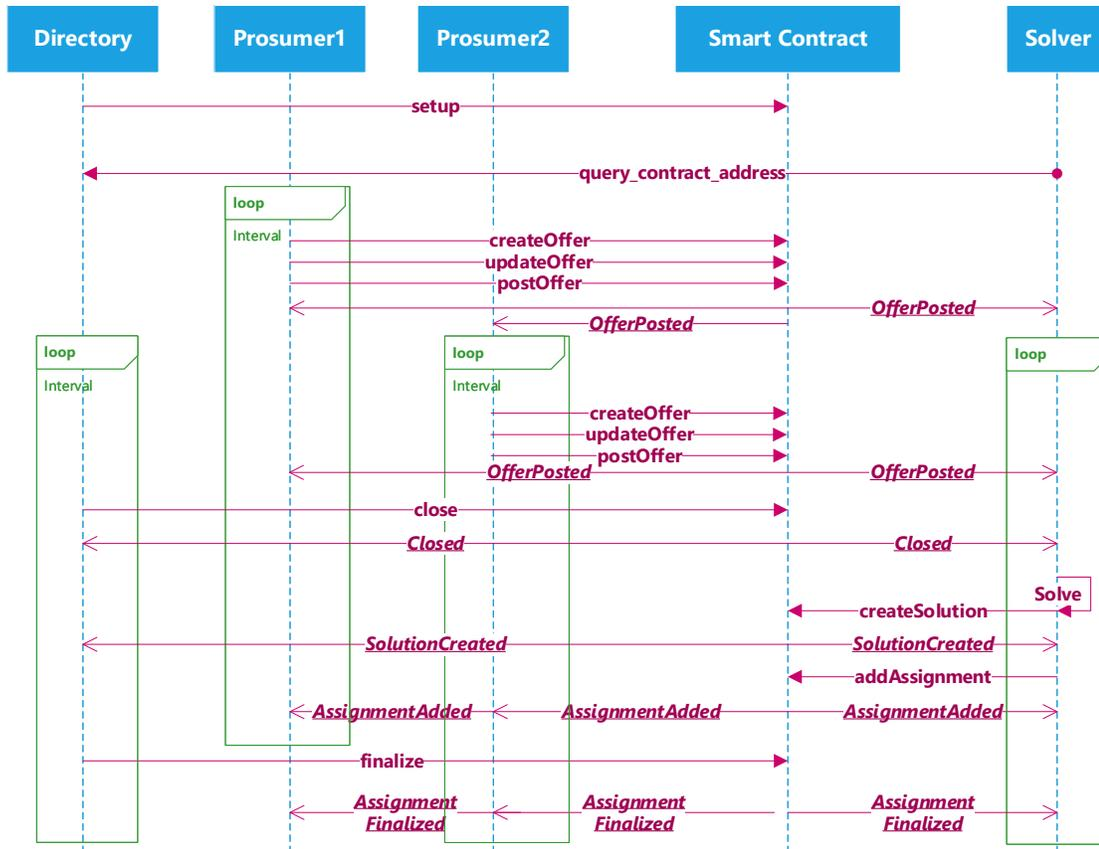 Directory
Prosumer1
Prosumer2
Smart Contract
Solver
setup
query_contract_address
loop
Interval
createOffer
updateOffer
postOffer
OfferPosted
OfferPosted
loop
Interval
loop
Interval
loop
createOffer
updateOffer
postOffer
OfferPosted
OfferPosted
close
Closed
Closed
Solve
createSolution
SolutionCreated
SolutionCreated
addAssignment
AssignmentAdded
AssignmentAdded
AssignmentAdded
finalize
Assignment
Finalized
Assignment
Finalized
Assignment
Finalized